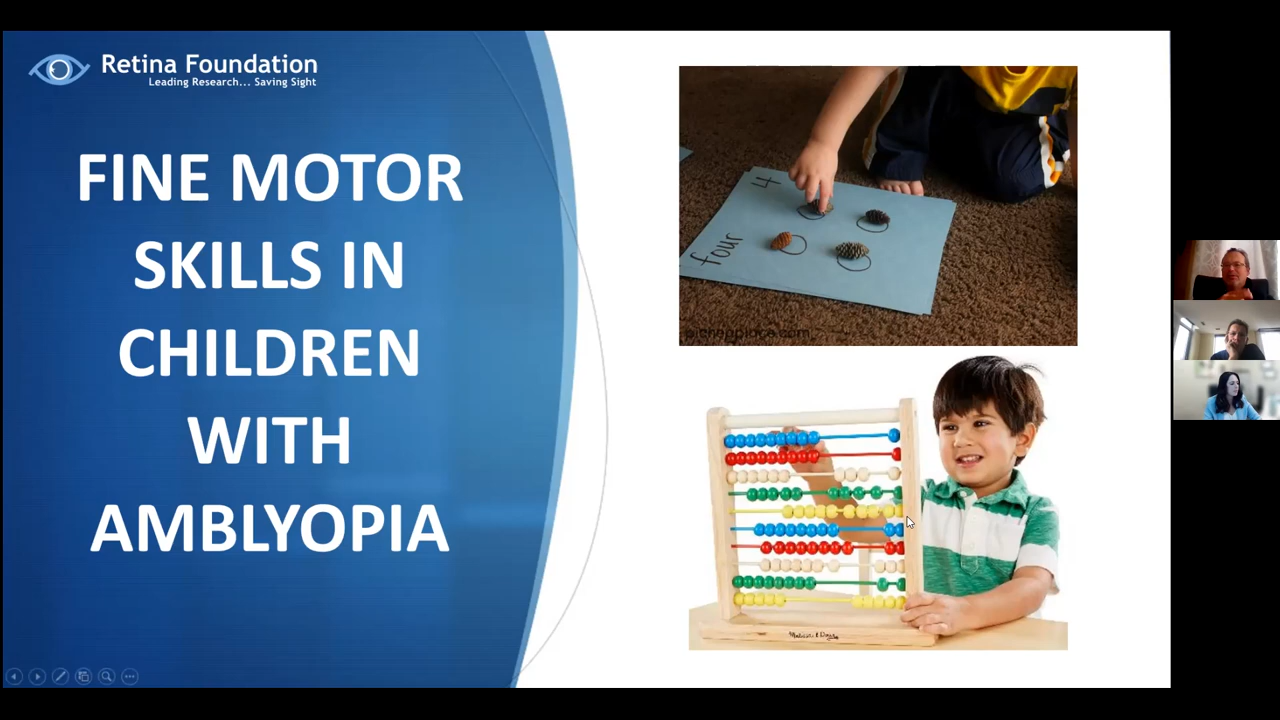 Retina Foundation
Leading Research... Saving Sight
FINE MOTOR
SKILLS IN
CHILDREN
WITH
AMBLYOPIA
4
four
Melissa & Doug